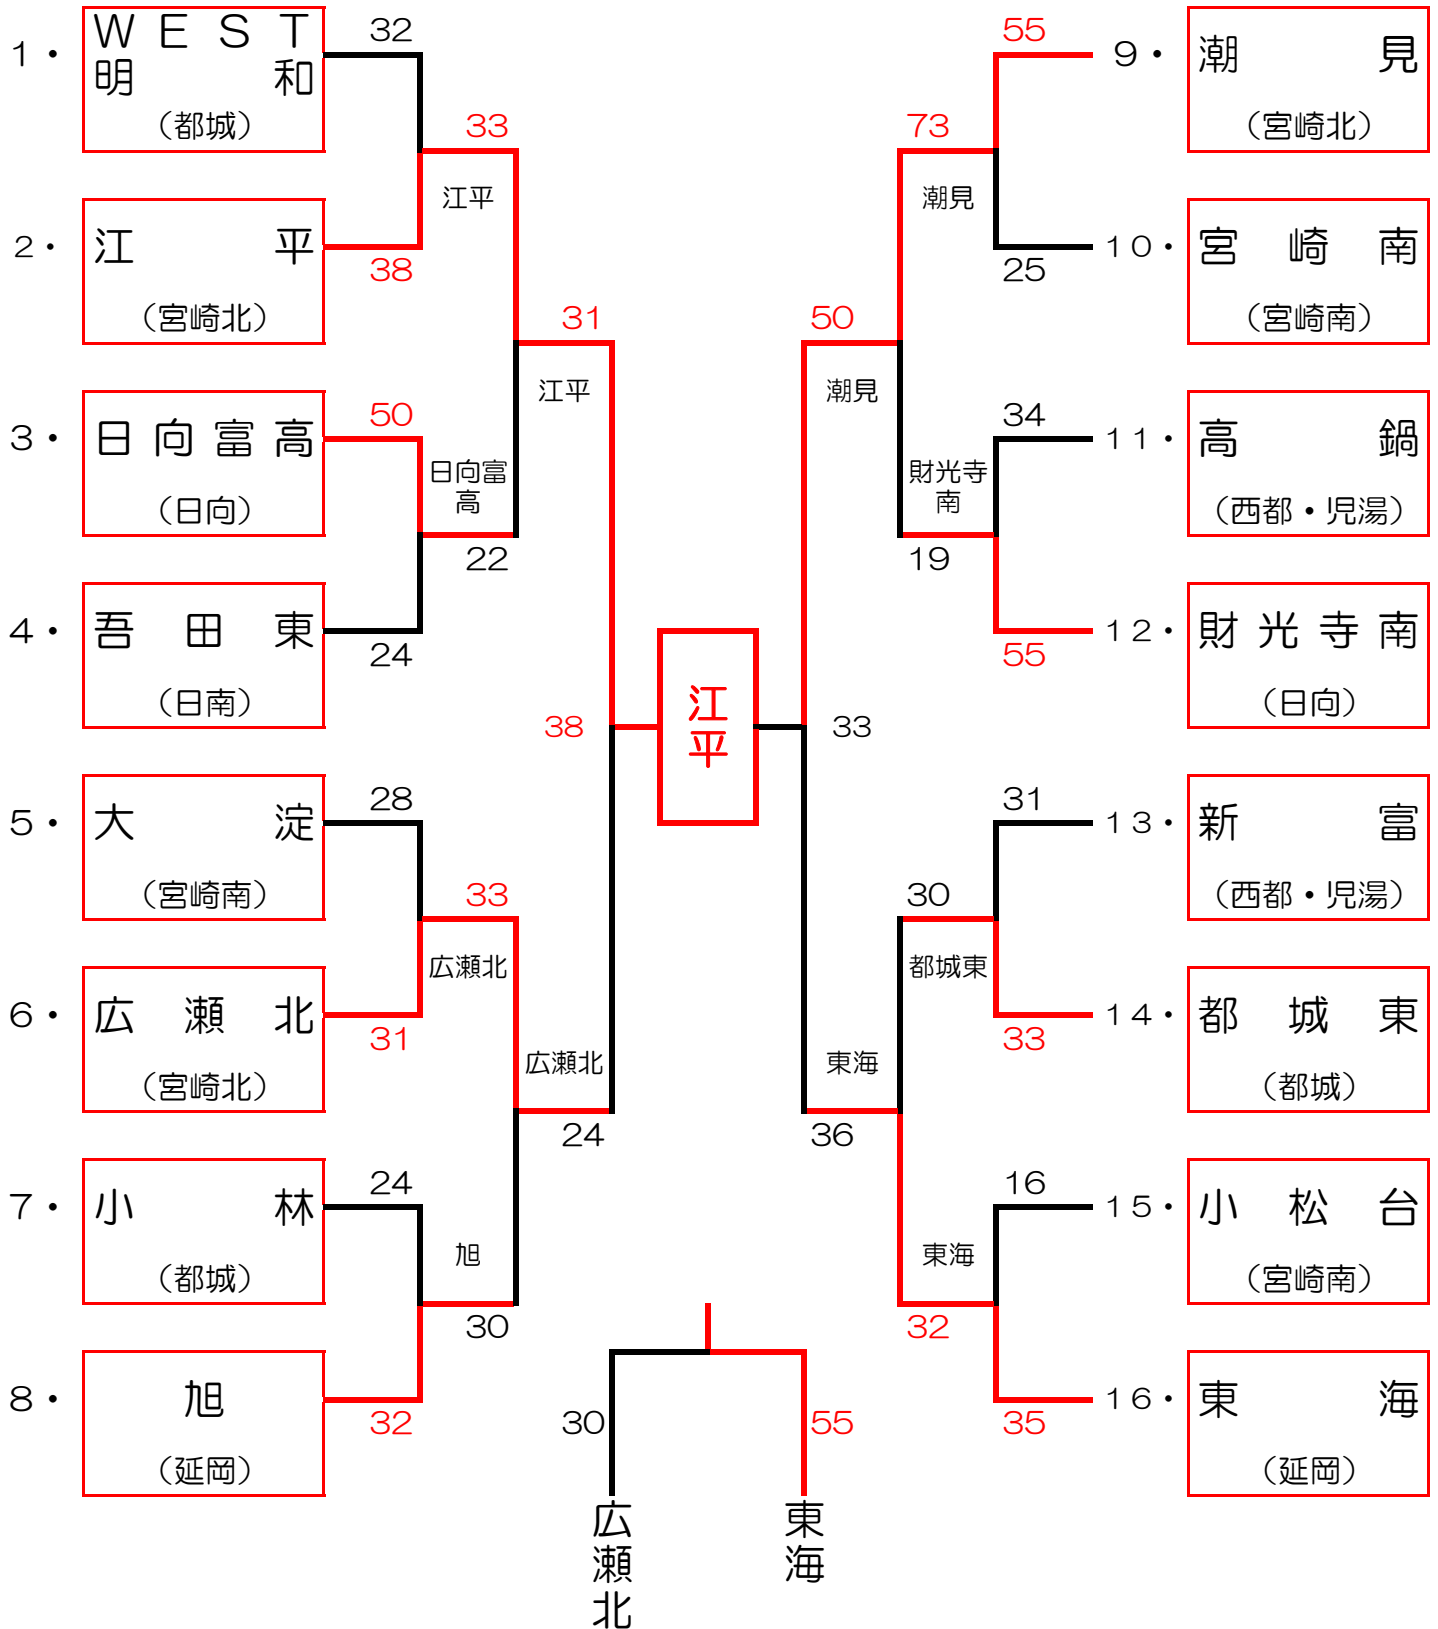 1・
WEST
明和
(都城)
32
2・
江平
(宮崎北)
38
33
江平
3・
日向富高
(日向)
50
日向富
高
22
4・
吾田東
(日南)
24
31
江平
5・
大淀
(宮崎南)
28
33
広瀬北
6・
広瀬北
(宮崎北)
31
広瀬北
24
7・
小林
(都城)
24
旭
30
8・
旭
(延岡)
32
38
江平
33
55
9・
潮見
(宮崎北)
73
潮見
10・
宮崎南
(宮崎南)
25
50
潮見
34
11・
高鍋
(西都・児湯)
財光寺
南
19
12・
財光寺南
(日向)
55
31
13・
新富
(西都・児湯)
30
都城東
14・
都城東
(都城)
33
東海
36
16
15・
小松台
(宮崎南)
東海
32
16・
東海
(延岡)
35
30
55
広瀬北
東海